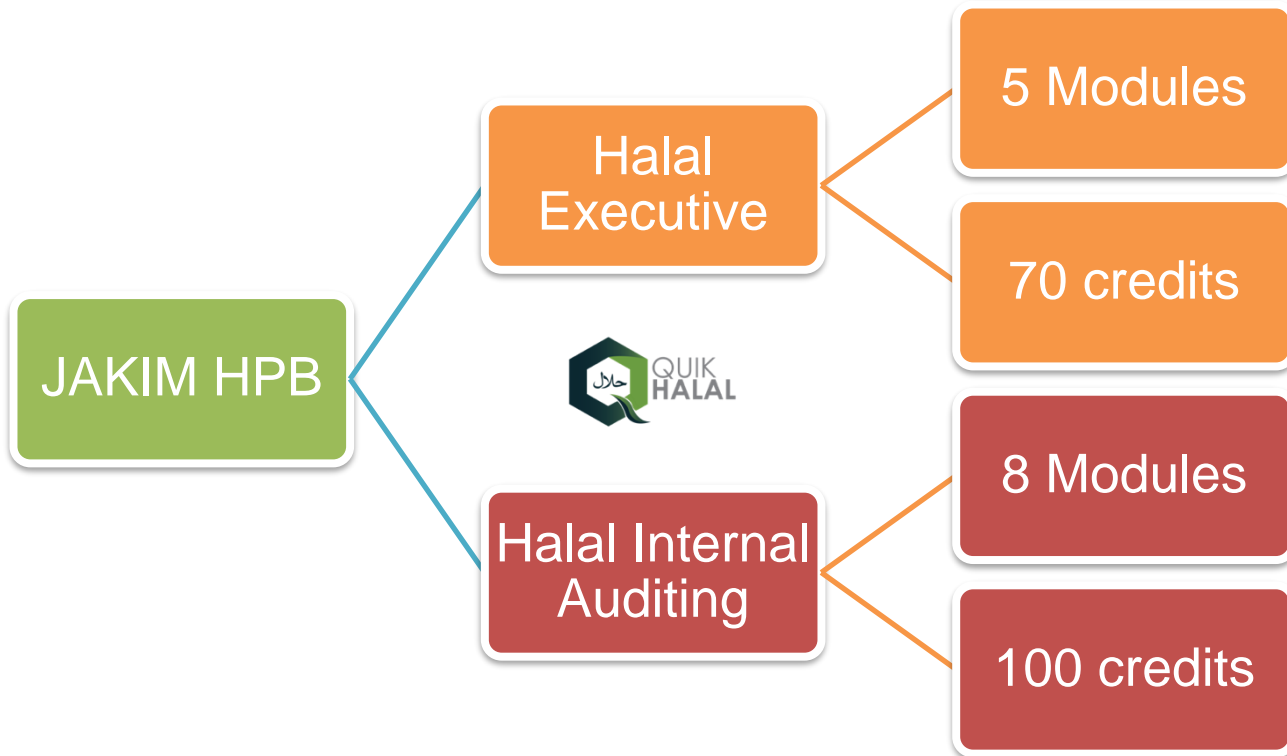 JAKIM HPB
Halal
Executive
5 Modules
70 credits
حلال
QUIK
HALAL
Halal Internal
Auditing
8 Modules
100 credits